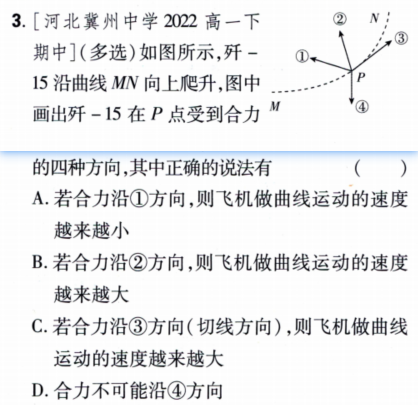 3. [河北冀州中学 2022 高一下
期中](多选)如图所示,歼-
15 沿曲线 MN 向上爬升,图中
画出歼-15 在 P 点受到合力
① ② ③ ④ M N P
的四种方向,其中正确的说法有 ( )
A. 若合力沿①方向,则飞机做曲线运动的速度
越来越小
B. 若合力沿②方向,则飞机做曲线运动的速度
越来越大
C. 若合力沿③方向(切线方向),则飞机做曲线
运动的速度越来越大
D. 合力不可能沿④方向